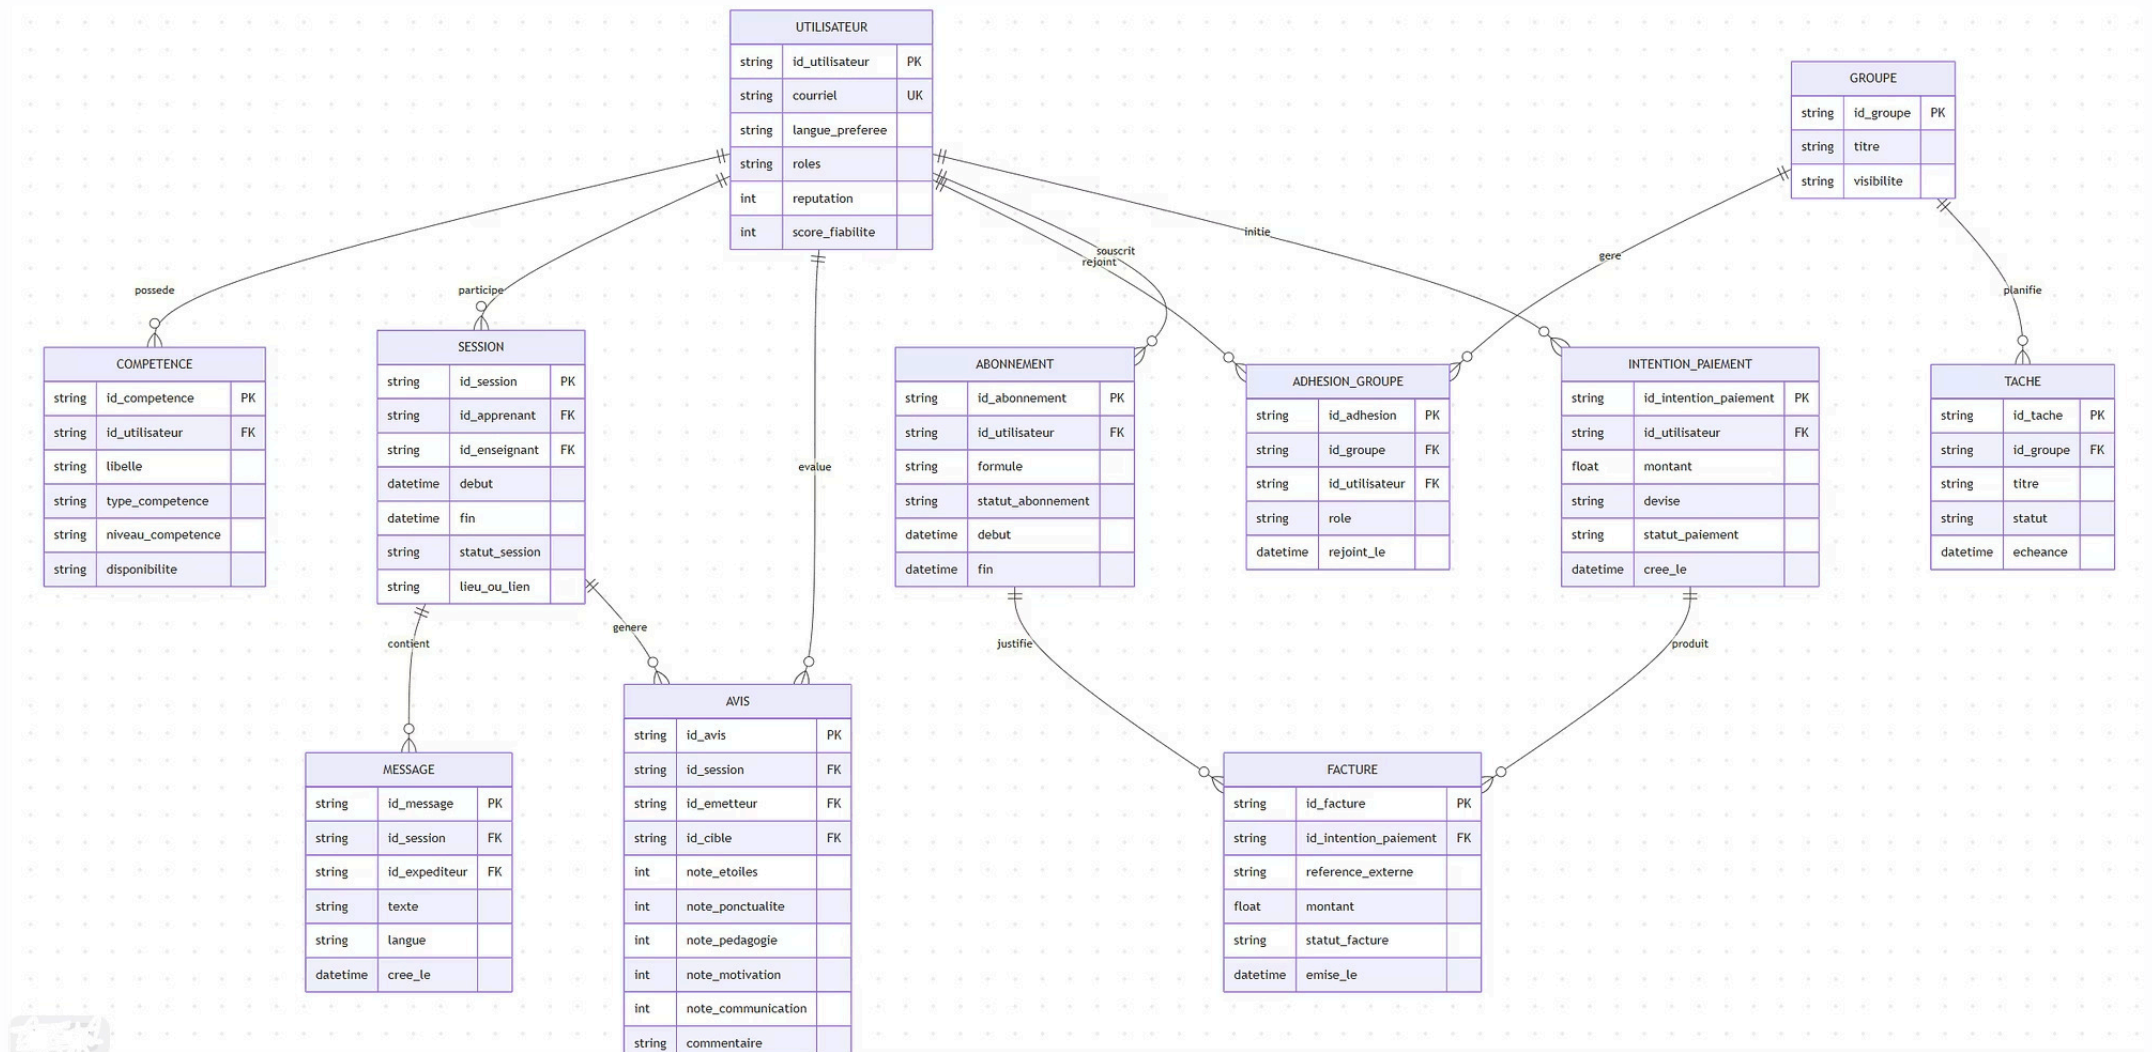 UTILISATEUR
string id_utilisateur PK
string courriel UK
string langue_preferee
string roles
int reputation
int score_fiabilite
GROUPE
string id_groupe PK
string titre
string visibilite
possede
participe
souscrit
rejoint
initie
gere
planifie
COMPETENCE
string id_competence PK
string id_utilisateur FK
string libelle
string type_competence
string niveau_competence
string disponibilite
SESSION
string id_session PK
string id_apprenant FK
string id_enseignant FK
datetime debut
datetime fin
string statut_session
string lieu_ou_lien
evalue
ABONNEMENT
string id_abonnement PK
string id_utilisateur FK
string formule
string statut_abonnement
datetime debut
datetime fin
ADHESION_GROUPE
string id_adhesion PK
string id_groupe FK
string id_utilisateur FK
string role
datetime rejoint_le
INTENTION_PAIEMENT
string id_intention_paiement PK
string id_utilisateur FK
float montant
string devise
string statut_paiement
datetime cree_le
TACHE
string id_tache PK
string id_groupe FK
string titre
string statut
datetime echeance
contient
genere
justifie
produit
MESSAGE
string id_message PK
string id_session FK
string id_expediteur FK
string texte
string langue
datetime cree_le
AVIS
string id_avis PK
string id_session FK
string id_emetteur FK
string id_cible FK
int note_etoiles
int note_ponctualite
int note_pedagogie
int note_motivation
int note_communication
string commentaire
FACTURE
string id_facture PK
string id_intention_paiement FK
string reference_externe
float montant
string statut_facture
datetime emise_le